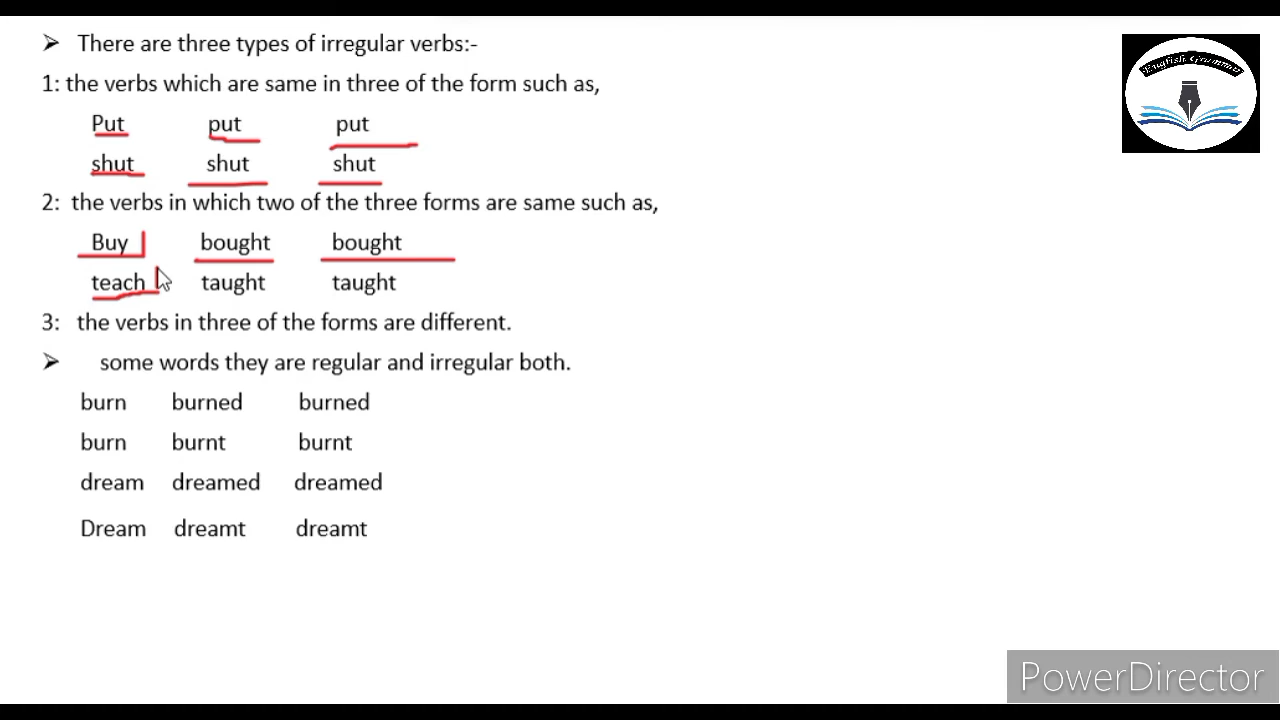 ➢ There are three types of irregular verbs:-
1: the verbs which are same in three of the form such as,
Put put put
shut shut shut
2: the verbs in which two of the three forms are same such as,
Buy bought bought
teach taught taught
3: the verbs in three of the forms are different.
➢ some words they are regular and irregular both.
burn burned burned
burn burnt burnt
dream dreamed dreamed
Dream dreamt dreamt
English Grammar
PowerDirector